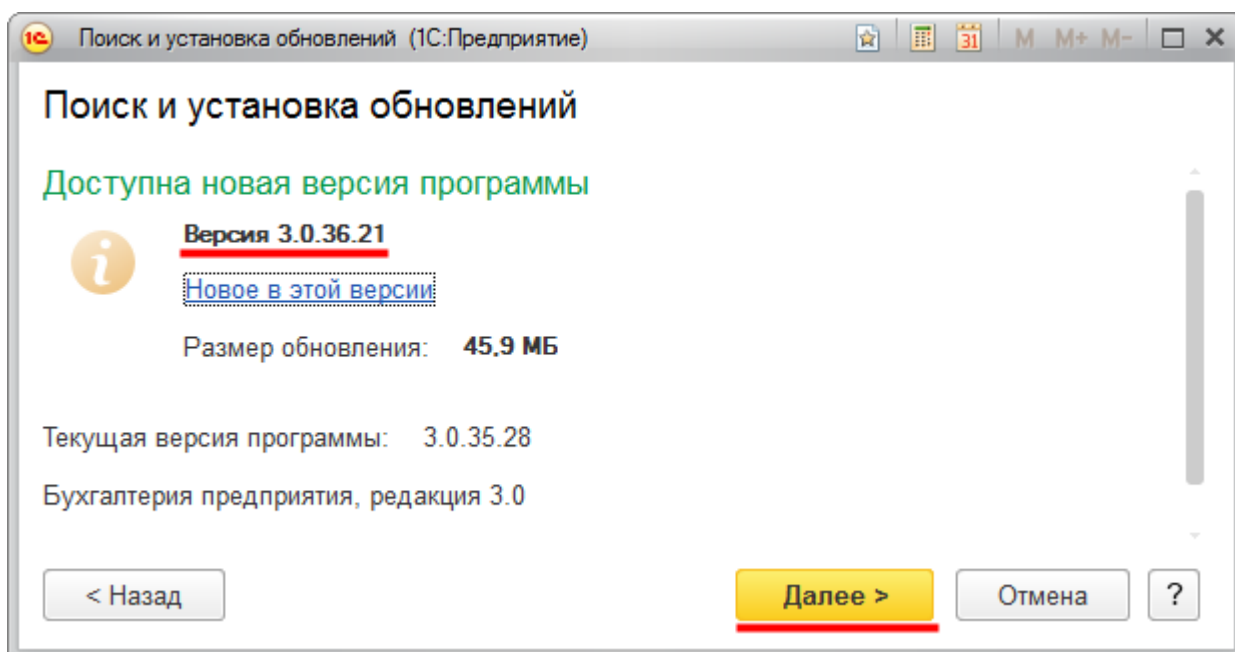 1С Поиск и установка обновлений (1С:Предприятие) 31 M M+ M-
Поиск и установка обновлений
Доступна новая версия программы
i Версия 3.0.36.21
Новое в этой версии
Размер обновления: 45,9 МБ
Текущая версия программы: 3.0.35.28
Бухгалтерия предприятия, редакция 3.0
< Назад Далее > Отмена ?